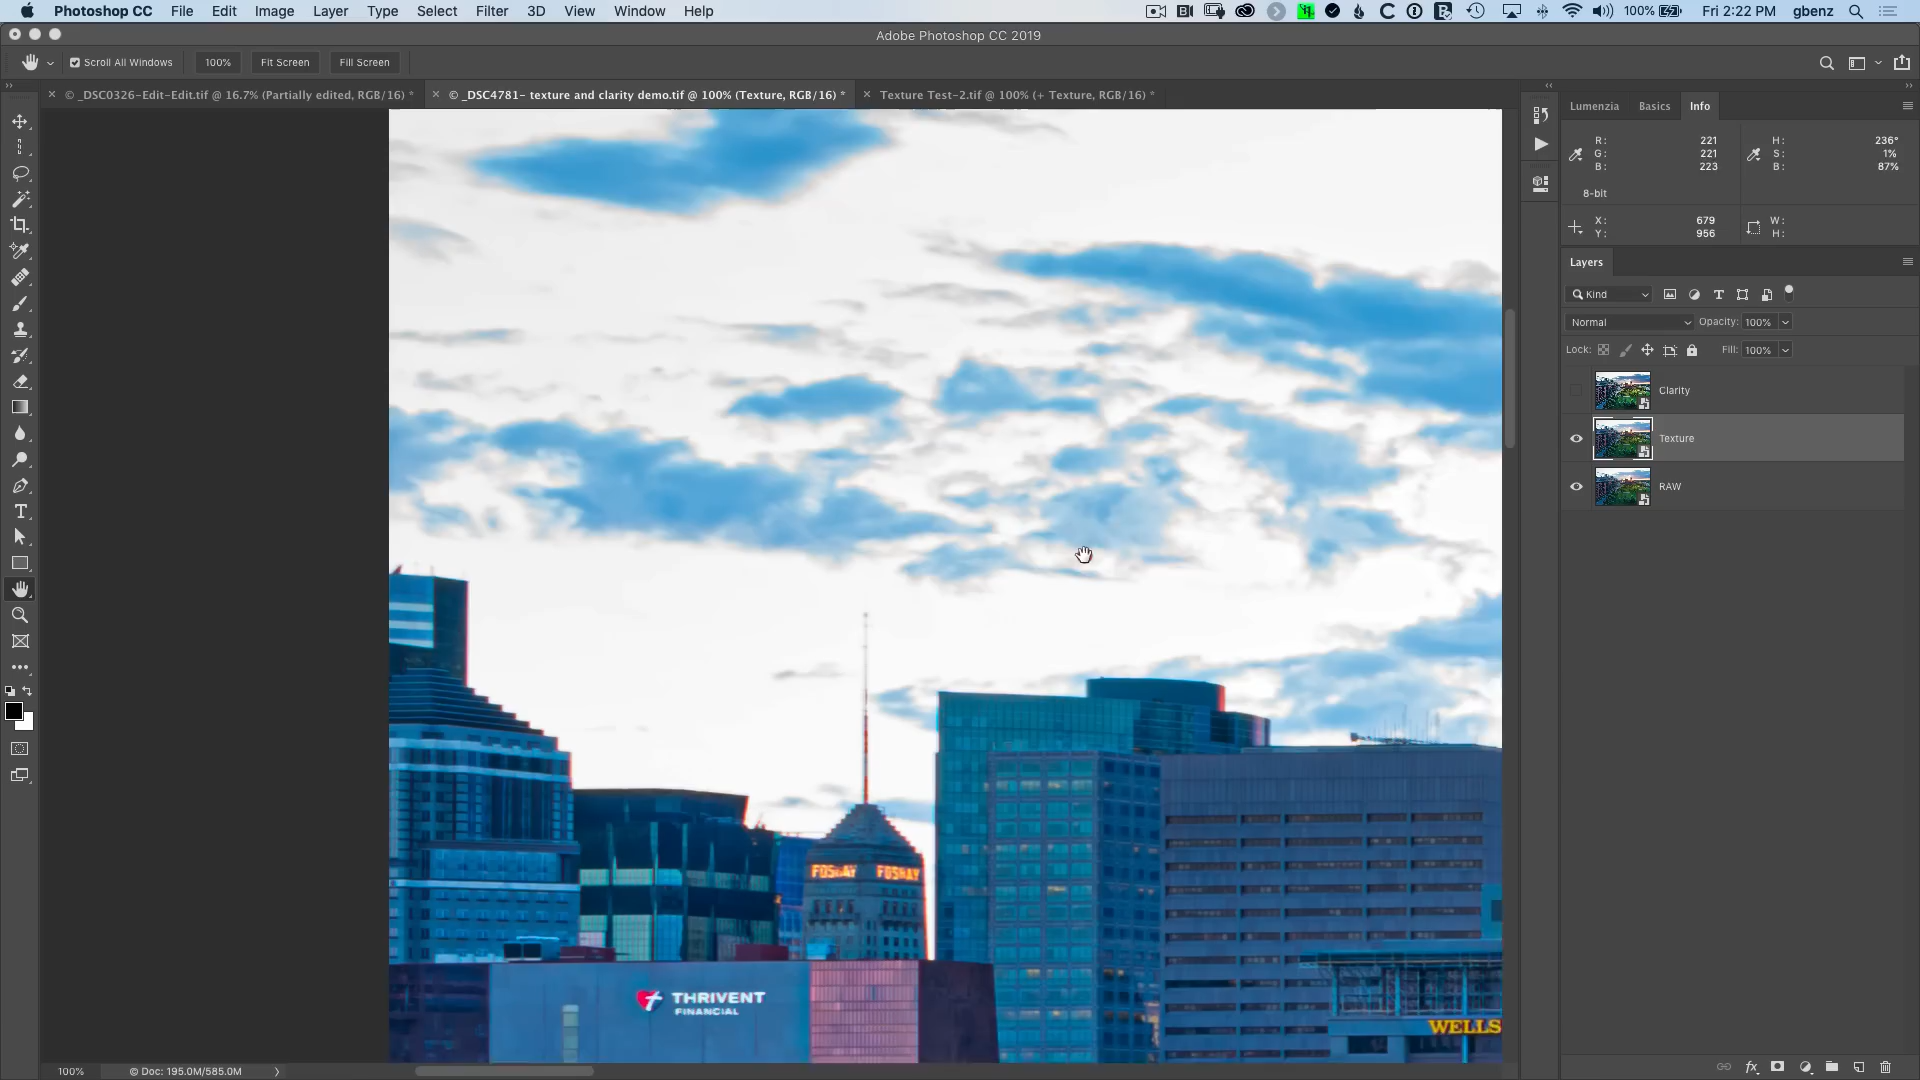 Photoshop CC File Edit Image Layer Type Select Filter 3D View Window Help 100% Fri 2:22 PM gbenz
Adobe Photoshop CC 2019
Scroll All Windows 100% Fit Screen Fill Screen
© _DSC0326-Edit-Edit.tif @ 16.7% (Partially edited, RGB/16) *
© _DSC4781- texture and clarity demo.tif @ 100% (Texture, RGB/16) *
Texture Test-2.tif @ 100% (+ Texture, RGB/16) *
Lumenzia Basics Info
R: 221 H: 236°
G: 221 S: 1%
B: 223 B: 87%
8-bit
X: 679 W:
Y: 956 H:
Layers
Kind
Normal Opacity: 100%
Lock: Fill: 100%
Clarity
Texture
RAW
FOSHAY FOSHAY
THRIVENT
FINANCIAL
WELLS
100% © Doc: 195.0M/585.0M